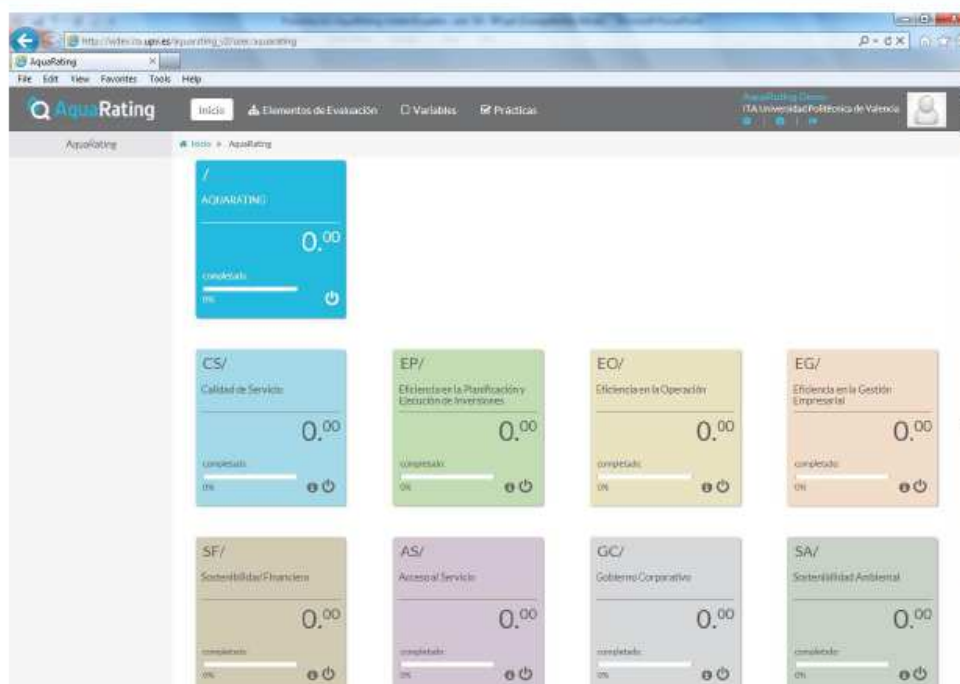 AquaRating
File Edit View Favorites Tools Help
AquaRating
Inicio
Elementos de Evaluación
Variables
Prácticas
AquaRating Demo
ITA Universidad Politécnica de Valencia
AquaRating
Inicio
AquaRating
/
AQUARATING
0.00
completado
0%
CS/
Calidad de Servicio
0.00
completado
0%
EP/
Eficiencia en la Planificación y
Ejecución de Inversiones
0.00
completado
0%
EO/
Eficiencia en la Operación
0.00
completado
0%
EG/
Eficiencia en la Gestión
Empresarial
0.00
completado
0%
SF/
Sostenibilidad Financiera
0.00
completado
0%
AS/
Acceso al Servicio
0.00
completado
0%
GC/
Gobierno Corporativo
0.00
completado
0%
SA/
Sostenibilidad Ambiental
0.00
completado
0%